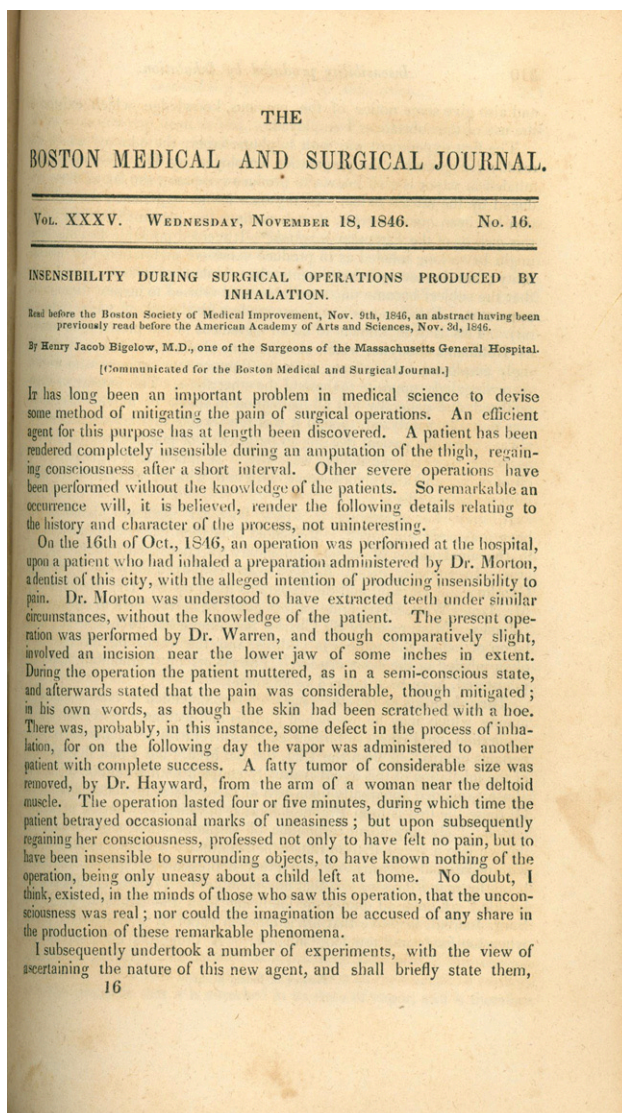 THE
BOSTON MEDICAL AND SURGICAL JOURNAL.
VOL. XXXV. WEDNESDAY, NOVEMBER 18, 1846. No. 16.
INSENSIBILITY DURING SURGICAL OPERATIONS PRODUCED BY
INHALATION.
Read before the Boston Society of Medical Improvement, Nov. 9th, 1846, an abstract having been
previously read before the American Academy of Arts and Sciences, Nov. 3d, 1846.
By Henry Jacob Bigelow, M.D., one of the Surgeons of the Massachusetts General Hospital.
[Communicated for the Boston Medical and Surgical Journal.]
IT has long been an important problem in medical science to devise
some method of mitigating the pain of surgical operations. An efficient
agent for this purpose has at length been discovered. A patient has been
rendered completely insensible during an amputation of the thigh, regain-
ing consciousness after a short interval. Other severe operations have
been performed without the knowledge of the patients. So remarkable an
occurrence will, it is believed, render the following details relating to
the history and character of the process, not uninteresting.
On the 16th of Oct., 1846, an operation was performed at the hospital,
upon a patient who had inhaled a preparation administered by Dr. Morton,
a dentist of this city, with the alleged intention of producing insensibility to
pain. Dr. Morton was understood to have extracted teeth under similar
circumstances, without the knowledge of the patient. The present ope-
ration was performed by Dr. Warren, and though comparatively slight,
involved an incision near the lower jaw of some inches in extent.
During the operation the patient muttered, as in a semi-conscious state,
and afterwards stated that the pain was considerable, though mitigated ;
in his own words, as though the skin had been scratched with a hoe.
There was, probably, in this instance, some defect in the process of inha-
lation, for on the following day the vapor was administered to another
patient with complete success. A fatty tumor of considerable size was
removed, by Dr. Hayward, from the arm of a woman near the deltoid
muscle. The operation lasted four or five minutes, during which time the
patient betrayed occasional marks of uneasiness ; but upon subsequently
regaining her consciousness, professed not only to have felt no pain, but to
have been insensible to surrounding objects, to have known nothing of the
operation, being only uneasy about a child left at home. No doubt, I
think, existed, in the minds of those who saw this operation, that the uncon-
sciousness was real ; nor could the imagination be accused of any share in
the production of these remarkable phenomena.
I subsequently undertook a number of experiments, with the view of
ascertaining the nature of this new agent, and shall briefly state them,
16